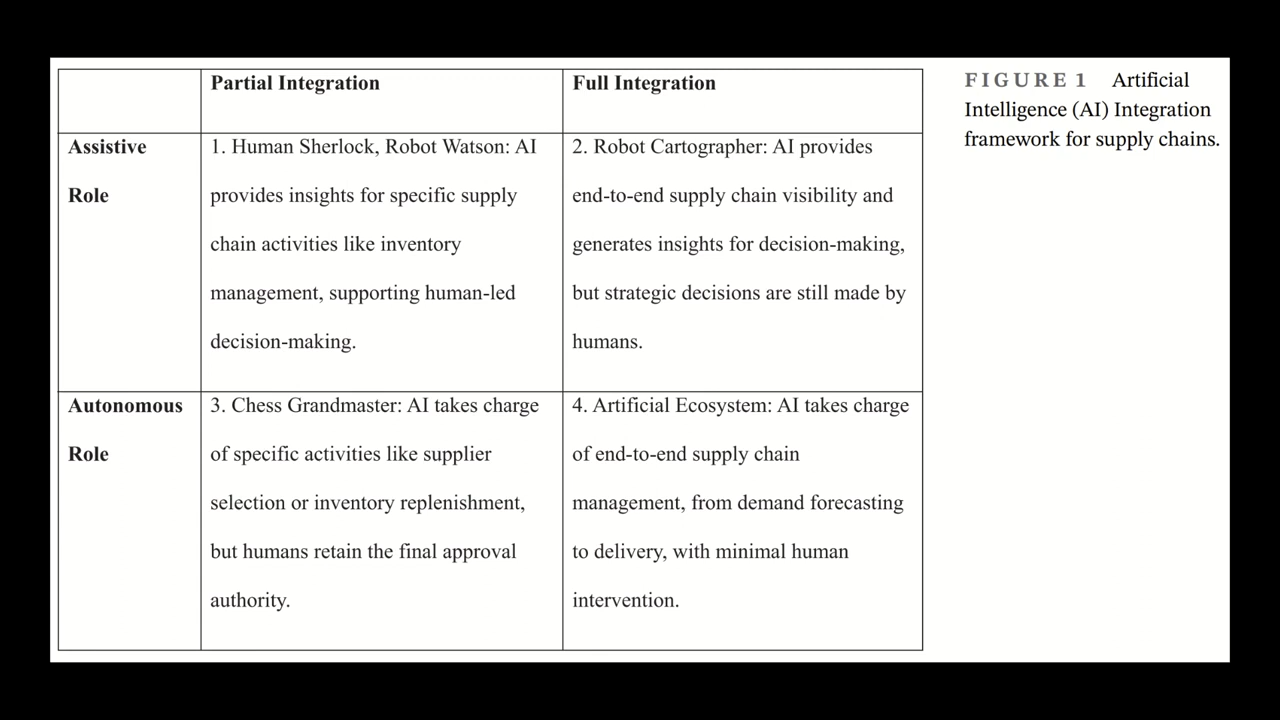 Partial Integration
Full Integration
Assistive
Role
1. Human Sherlock, Robot Watson: AI
provides insights for specific supply
chain activities like inventory
management, supporting human-led
decision-making.
2. Robot Cartographer: AI provides
end-to-end supply chain visibility and
generates insights for decision-making,
but strategic decisions are still made by
humans.
Autonomous
Role
3. Chess Grandmaster: AI takes charge
of specific activities like supplier
selection or inventory replenishment,
but humans retain the final approval
authority.
4. Artificial Ecosystem: AI takes charge
of end-to-end supply chain
management, from demand forecasting
to delivery, with minimal human
intervention.
FIGURE 1 Artificial
Intelligence (AI) Integration
framework for supply chains.